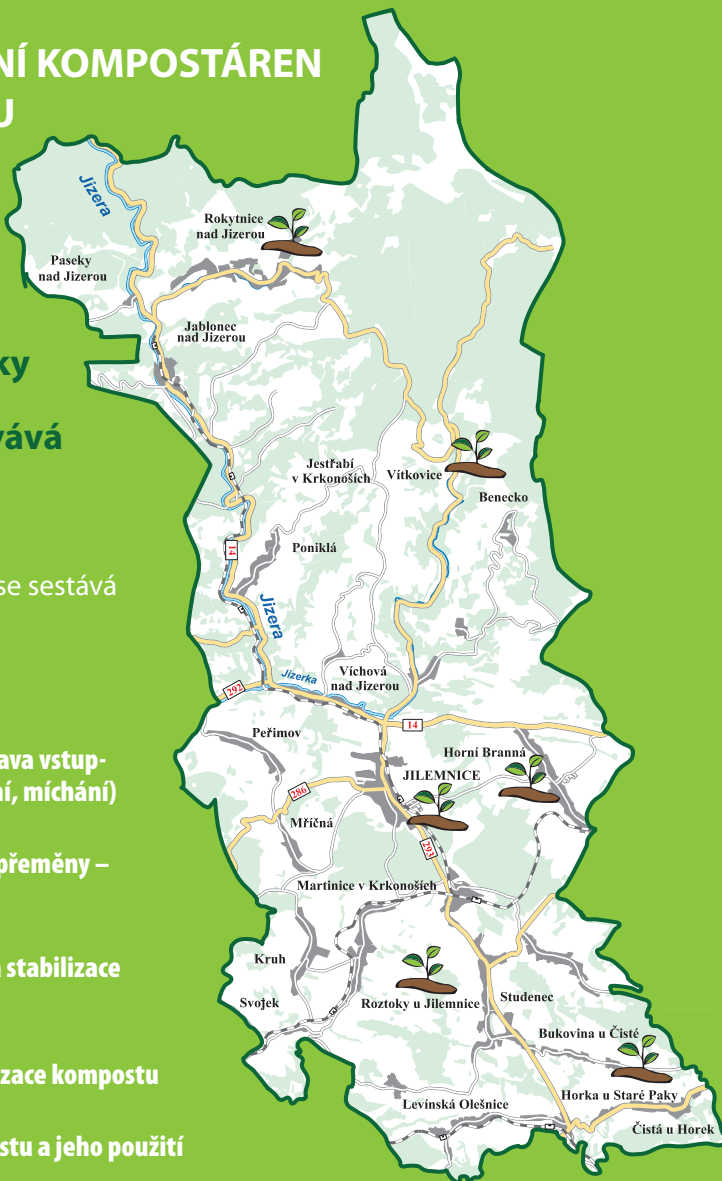 NÍ KOMPOSTÁREN
U
Jizera
Rokytnice
nad Jizerou
Paseky
nad Jizerou
Jablonec
nad Jizerou
ky
vává
Jestřabí
v Krkonoších
Vítkovice
Benecko
14
Poniklá
se sestává
Jizera
Jizerka
Víchová
nad Jizerou
292
14
Peřimov
Horní Branná
ava vstup-
ní, míchání)
JILEMNICE
286
Mříčná
293
přeměny –
Martinice v Krkonoších
Kruh
stabilizace
Svojek
Roztoky u Jilemnice
Studenec
Bukovina u Čisté
zace kompostu
Horka u Staré Paky
Levínská Olešnice
Čistá u Horek
stu a jeho použití